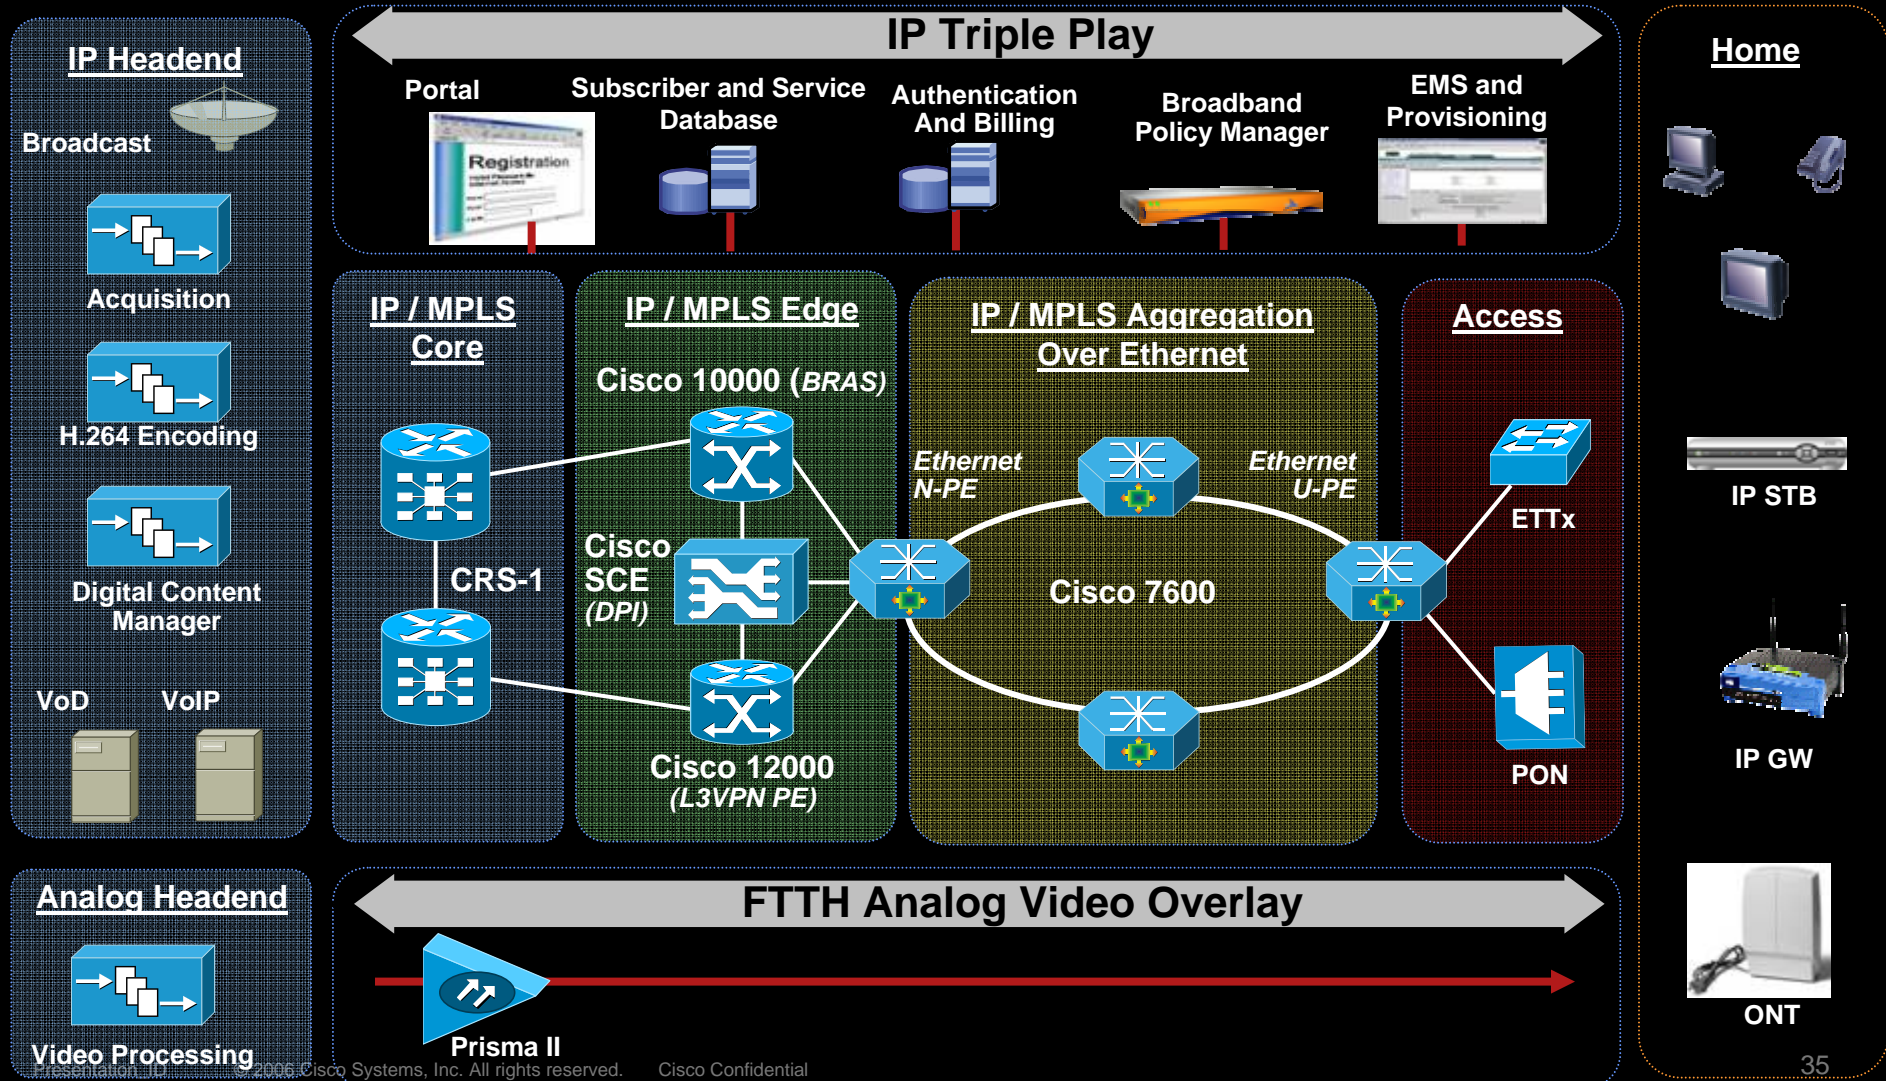 IP Headend
Broadcast
Acquisition
H.264 Encoding
Digital Content
Manager
VoD
VoIP
Analog Headend
Video Processing
IP Triple Play
Portal
Registration
Subscriber and Service
Database
Authentication
And Billing
Broadband
Policy Manager
EMS and
Provisioning
IP / MPLS
Core
CRS-1
IP / MPLS Edge
Cisco 10000 (BRAS)
Cisco
SCE
(DPI)
Cisco 12000
(L3VPN PE)
IP / MPLS Aggregation
Over Ethernet
Ethernet
N-PE
Ethernet
U-PE
Cisco 7600
Access
ETTx
PON
FTTH Analog Video Overlay
Prisma II
Home
IP STB
IP GW
ONT
Presentation_ID
© 2006 Cisco Systems, Inc. All rights reserved.
Cisco Confidential
35